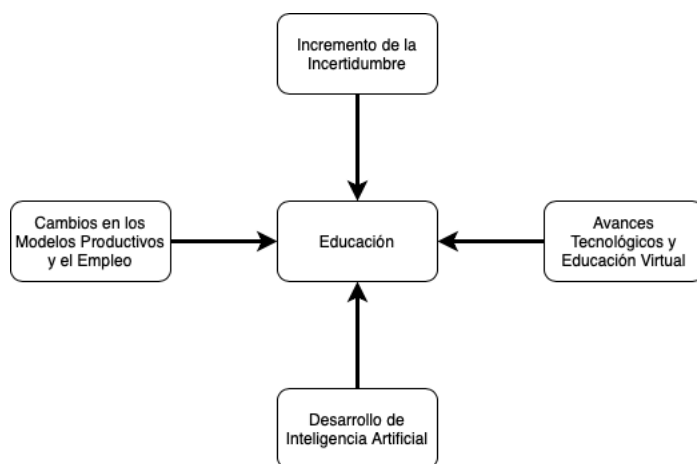 Incremento de la
Incertidumbre
Cambios en los
Modelos Productivos
y el Empleo
Educación
Avances
Tecnológicos y
Educación Virtual
Desarrollo de
Inteligencia Artificial